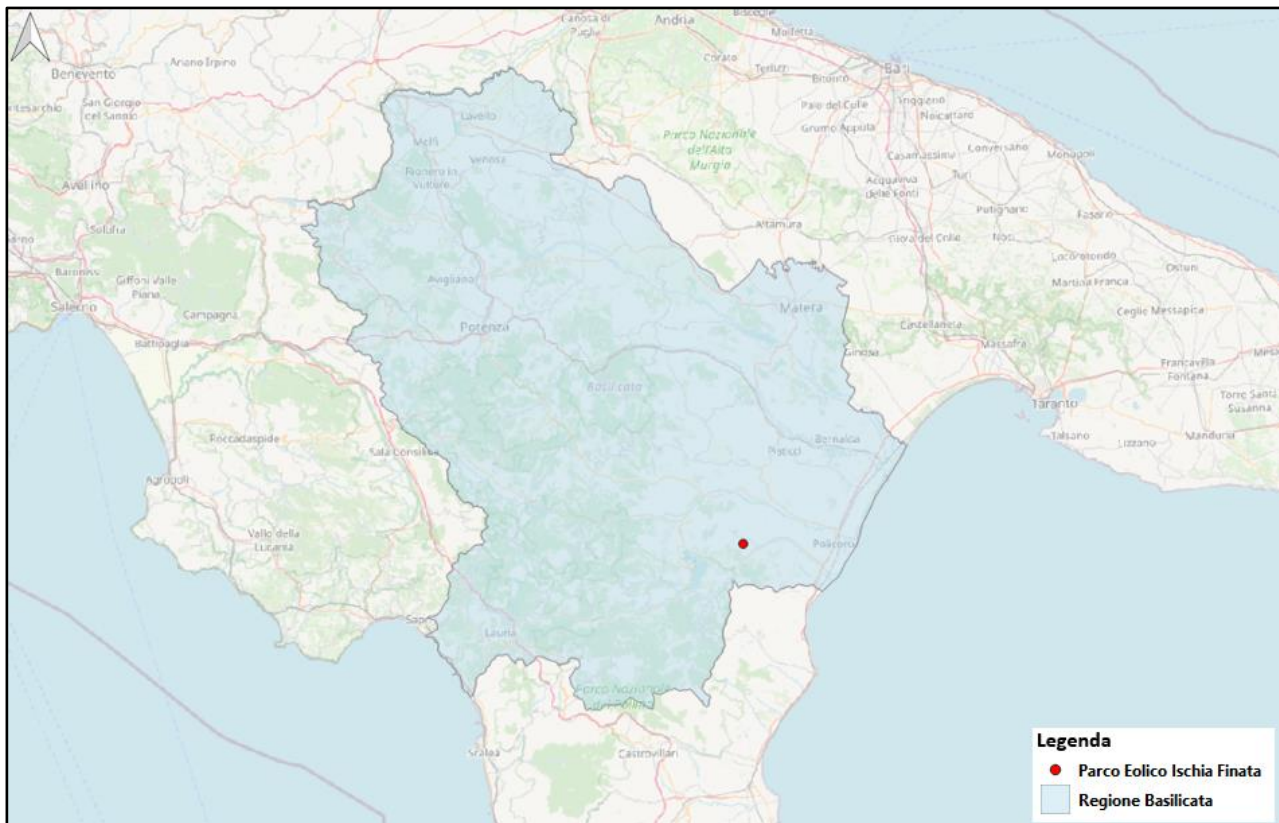 Andria
Molfetta
Corato
Terlizzi
Bitonto
Bari
Triggiano
Noicattaro
Palo del Colle
Grumo Appula
Benevento
Ariano Irpino
San Giorgio
del Sannio
Lavello
Melfi
Venosa
Rionero in
Vulture
Parco Nazionale
dell'Alta
Murgia
Casamassima
Conversano
Monopoli
Turi
Acquaviva
delle Fonti
Putignano
Fasano
Avellino
Solofra
Altamura
Gioia del Colle
Noci
Locorotondo
Ostuni
Baronissi
Giffoni Valle
Piana
Avigliano
Martina Franca
Salerno
Campagna
Potenza
Matera
Castellaneta
Ceglie Messapica
Battipaglia
Ginosa
Massafra
Francavilla
Fontana
Basilicata
Taranto
Torre Santa
Susanna
Roccadaspide
Sala Consilina
Pisticci
Bernalda
Talsano
Lizzano
Manduria
Agropoli
Vallo della
Lucania
Policoro
Lauria
Parco Nazionale
del Pollino
Scalea
Castrovillari
Legenda
Parco Eolico Ischia Finata
Regione Basilicata